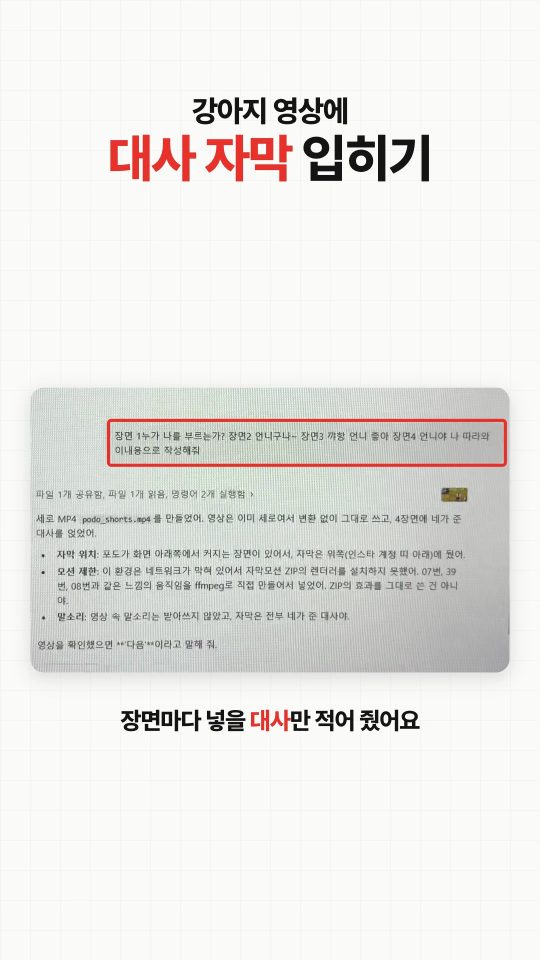 강아지 영상에
대사 자막 입히기
장면 1누가 나를 부르는가? 장면2 언니구나~ 장면3 꺄항 언니 좋아 장면4 언니야 나 따라와
이내용으로 작성해줘
파일 1개 공유함, 파일 1개 읽음, 명령어 2개 실행함 >
세로 MP4 podo_shorts.mp4 를 만들었어. 영상은 이미 세로여서 변환 없이 그대로 쓰고, 4장면에 네가 준
대사를 얹었어.
• 자막 위치: 포도가 화면 아래쪽에서 커지는 장면이 있어서, 자막은 위쪽(인스타 계정 띠 아래)에 뒀어.
• 모션 제한: 이 환경은 네트워크가 막혀 있어서 자막모션 ZIP의 렌더러를 설치하지 못했어. 07번, 39
번, 08번과 같은 느낌의 움직임을 ffmpeg로 직접 만들어서 넣었어. ZIP의 효과를 그대로 쓴 건 아니
야.
• 말소리: 영상 속 말소리는 받아쓰지 않았고, 자막은 전부 네가 준 대사야.
영상을 확인했으면 **'다음'**이라고 말해 줘.
장면마다 넣을 대사만 적어 줬어요